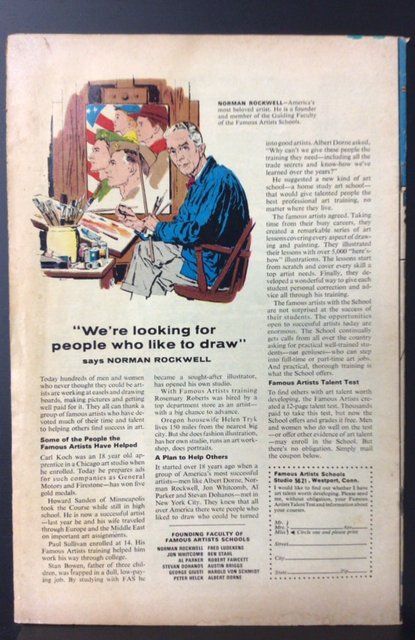 NORMAN ROCKWELL—America's
most beloved artist. He is a founder
and member of the Guiding Faculty
of the Famous Artists Schools.
"We're looking for
people who like to draw"
says NORMAN ROCKWELL
Today hundreds of men and women
who never thought they could be art-
ists are working at easels and drawing
boards, making pictures and getting
well paid for it. They all can thank a
group of famous artists who have de-
voted much of their time and talent
to helping others find success in art.
Some of the People the
Famous Artists Have Helped
Carl Koch was an 18 year old ap-
prentice in a Chicago art studio when
he enrolled. Today he prepares ads
for such companies as General
Motors and Firestone—has won five
gold medals.
Howard Sanden of Minneapolis
took the Course while still in high
school. He is now a successful artist
—last year he and his wife traveled
through Europe and the Middle East
on important art assignments.
Paul Sullivan enrolled at 14. His
Famous Artists training helped him
work his way through college.
Stan Bowen, father of three chil-
dren, was trapped in a dull, low-pay-
ing job. By studying with FAS he
became a sought-after illustrator,
has opened his own studio.
With Famous Artists training
Rosemary Roberts was hired by a
top department store as an artist—
with a big chance to advance.
Oregon housewife Helen Tryk
lives 150 miles from the nearest big
city. But she does fashion illustration,
has her own studio, runs an art work-
shop, does portraits.
A Plan to Help Others
It started over 18 years ago when a
group of America's most successful
artists—men like Albert Dorne, Nor-
man Rockwell, Jon Whitcomb, Al
Parker and Stevan Dohanos—met in
New York City. They knew that all
over America there were people who
liked to draw who could be turned
FOUNDING FACULTY OF
FAMOUS ARTISTS SCHOOLS
NORMAN ROCKWELL FRED LUDEKENS
JON WHITCOMB BEN STAHL
AL PARKER ROBERT FAWCETT
STEVAN DOHANOS AUSTIN BRIGGS
GEORGE GIUSTI HAROLD VON SCHMIDT
PETER HELCK ALBERT DORNE
into good artists. Albert Dorne asked,
"Why can't we give these people the
training they need—including all the
trade secrets and know-how we've
learned over the years?"
He suggested a new kind of art
school—a home study art school—
that would give talented people the
best professional art training, no
matter where they live.
The famous artists agreed. Taking
time from their busy careers, they
created a remarkable series of art
lessons covering every aspect of draw-
ing and painting. They illustrated
their lessons with over 5,000 "here's-
how" illustrations. The lessons start
from scratch and cover every skill a
top artist needs. Finally, they de-
veloped a wonderful way to give each
student personal correction and ad-
vice all through his training.
The famous artists with the School
are not surprised at the success of
their students. The opportunities
open to successful artists today are
enormous. The School continually
gets calls from all over the country
asking for practical well-trained stu-
dents—not geniuses—who can step
into full-time or part-time art jobs.
And practical, thorough training is
what the School offers.
Famous Artists Talent Test
To find others with art talent worth
developing, the Famous Artists cre-
ated a 12-page talent test. Thousands
paid to take this test, but now the
School offers and grades it free. Men
and women who do well on the test
—or offer other evidence of art talent
—may enroll in the School. But
there's no obligation. Simply mail
the coupon below.
Famous Artists Schools
Studio 5621, Westport, Conn.
I would like to find out whether I have
art talent worth developing. Please send
me, without obligation, your Famous
Artists Talent Test and information about
your courses.
Mr.
Mrs. Age
Miss Circle one and please print
Street
City
State Zip